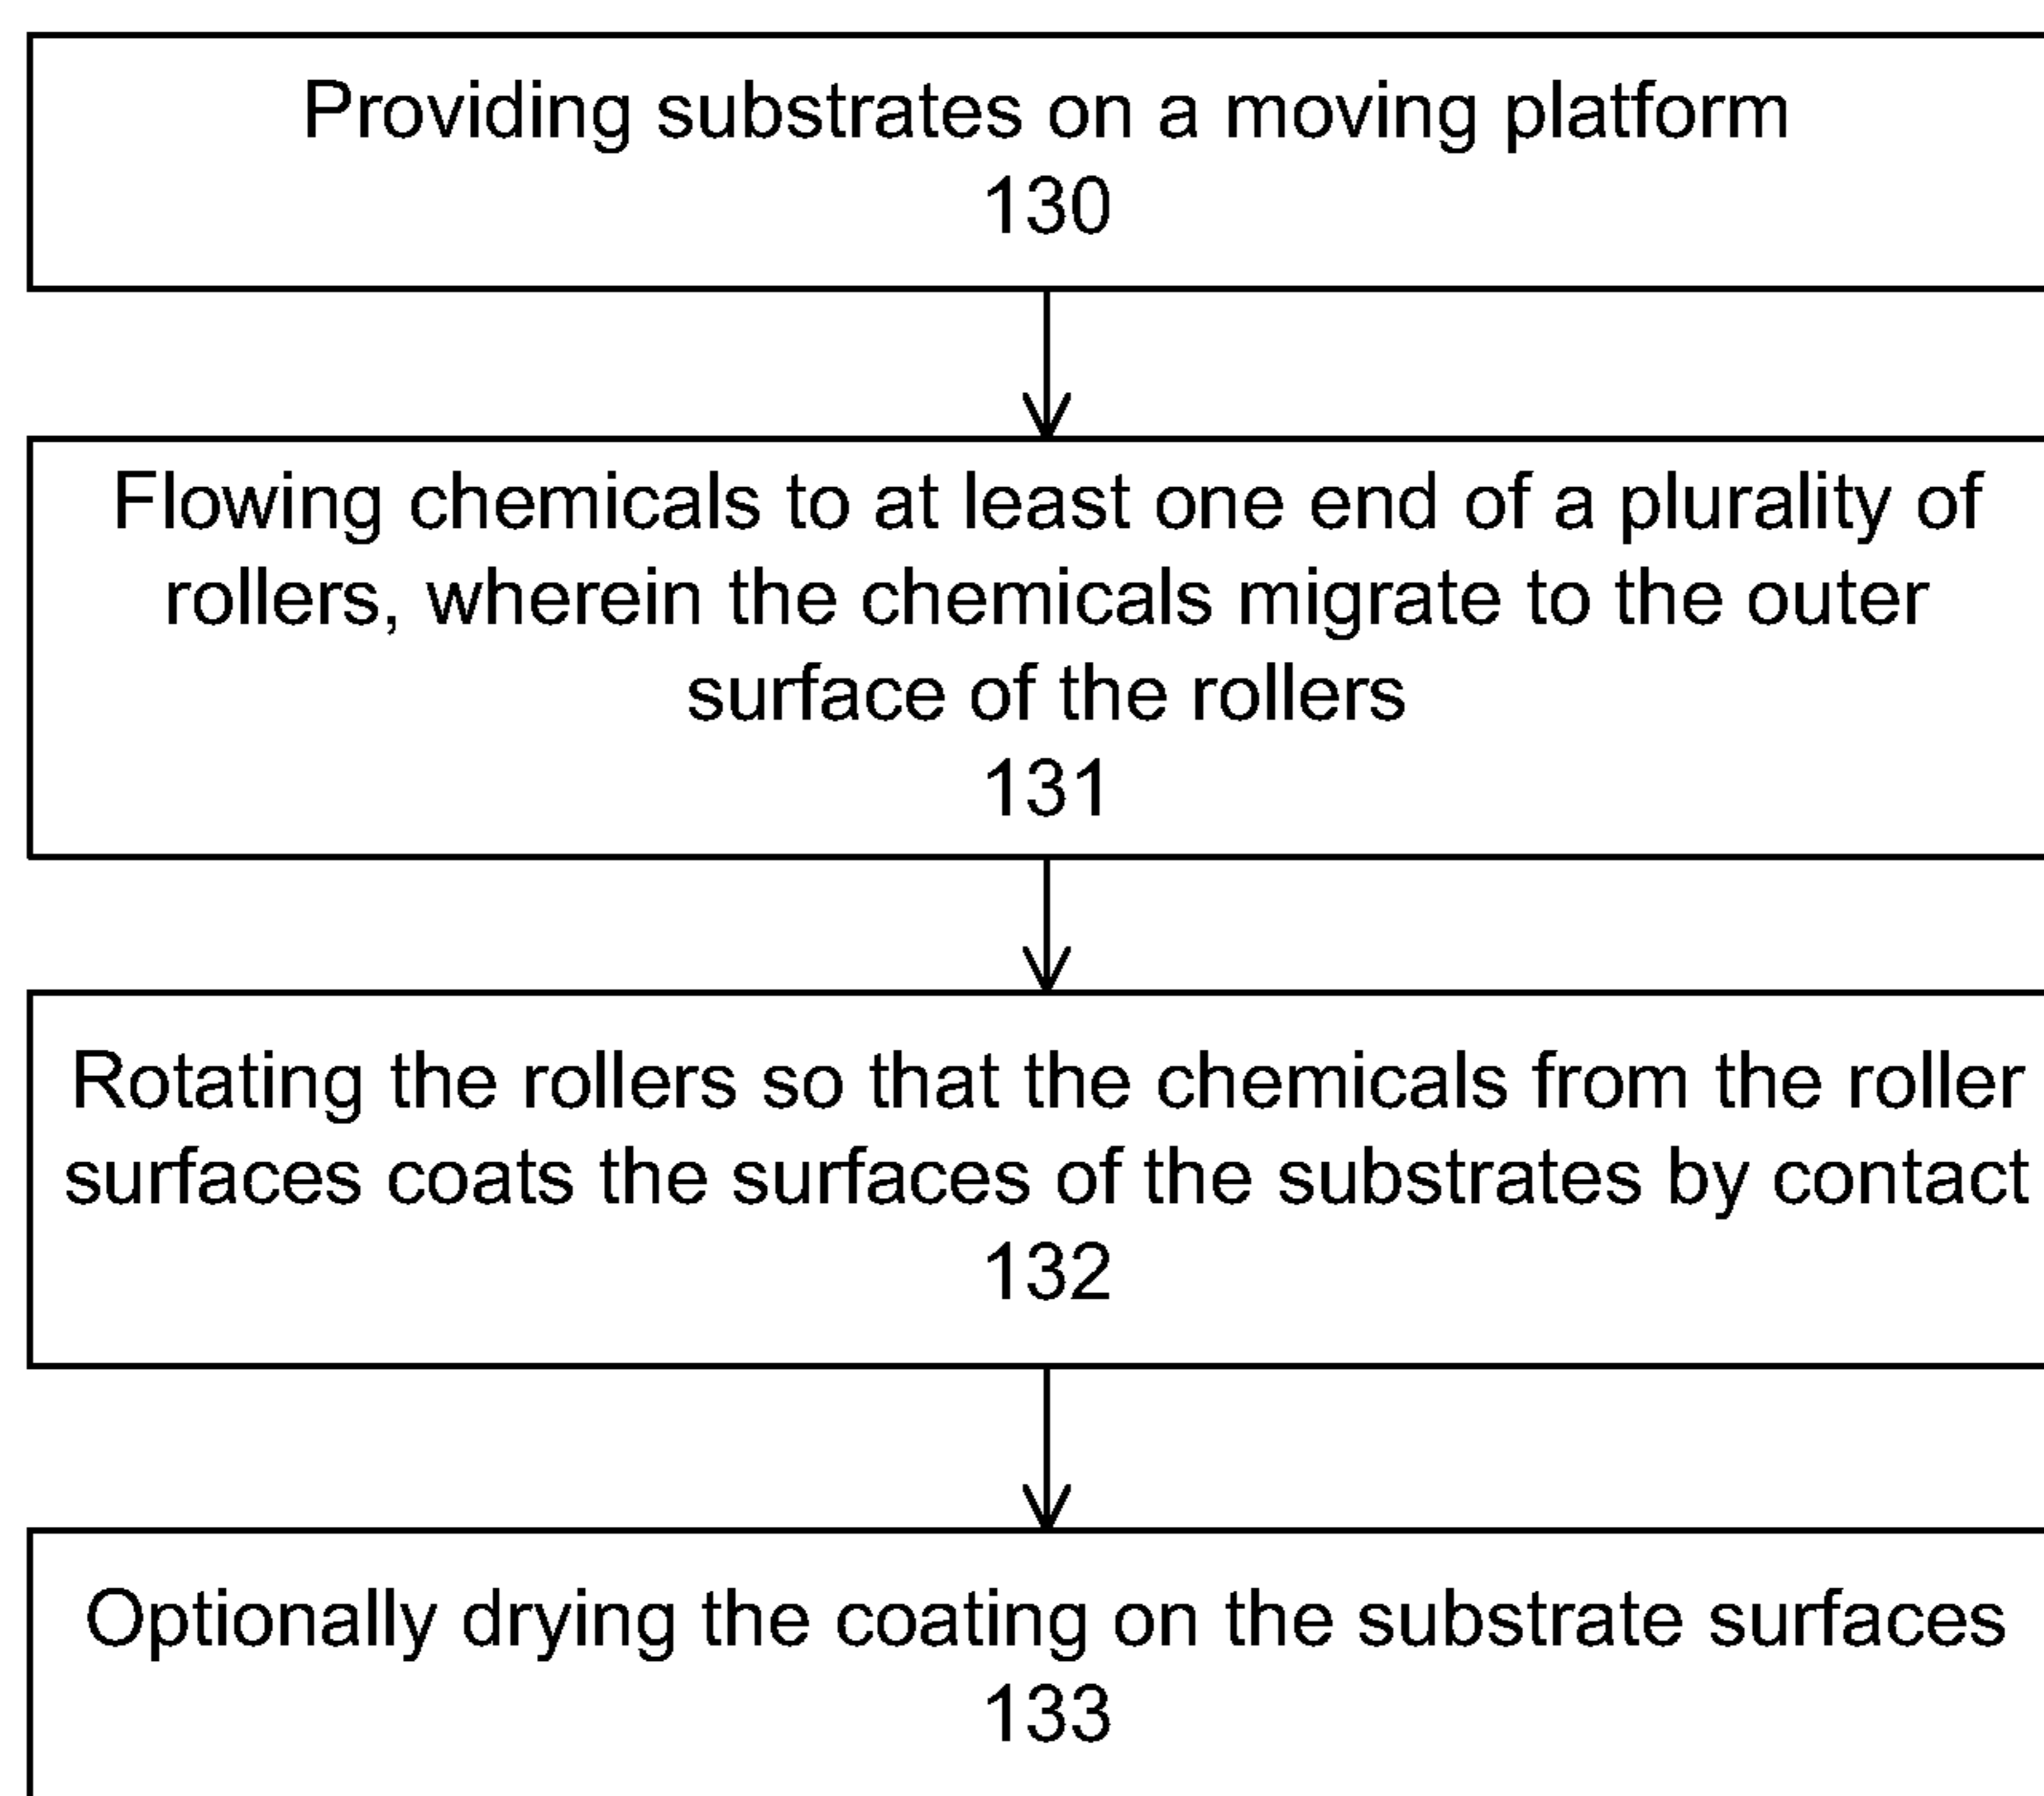 Providing substrates on a moving platform
130
Flowing chemicals to at least one end of a plurality of
rollers, wherein the chemicals migrate to the outer
surface of the rollers
131
Rotating the rollers so that the chemicals from the roller
surfaces coats the surfaces of the substrates by contact
132
Optionally drying the coating on the substrate surfaces
133